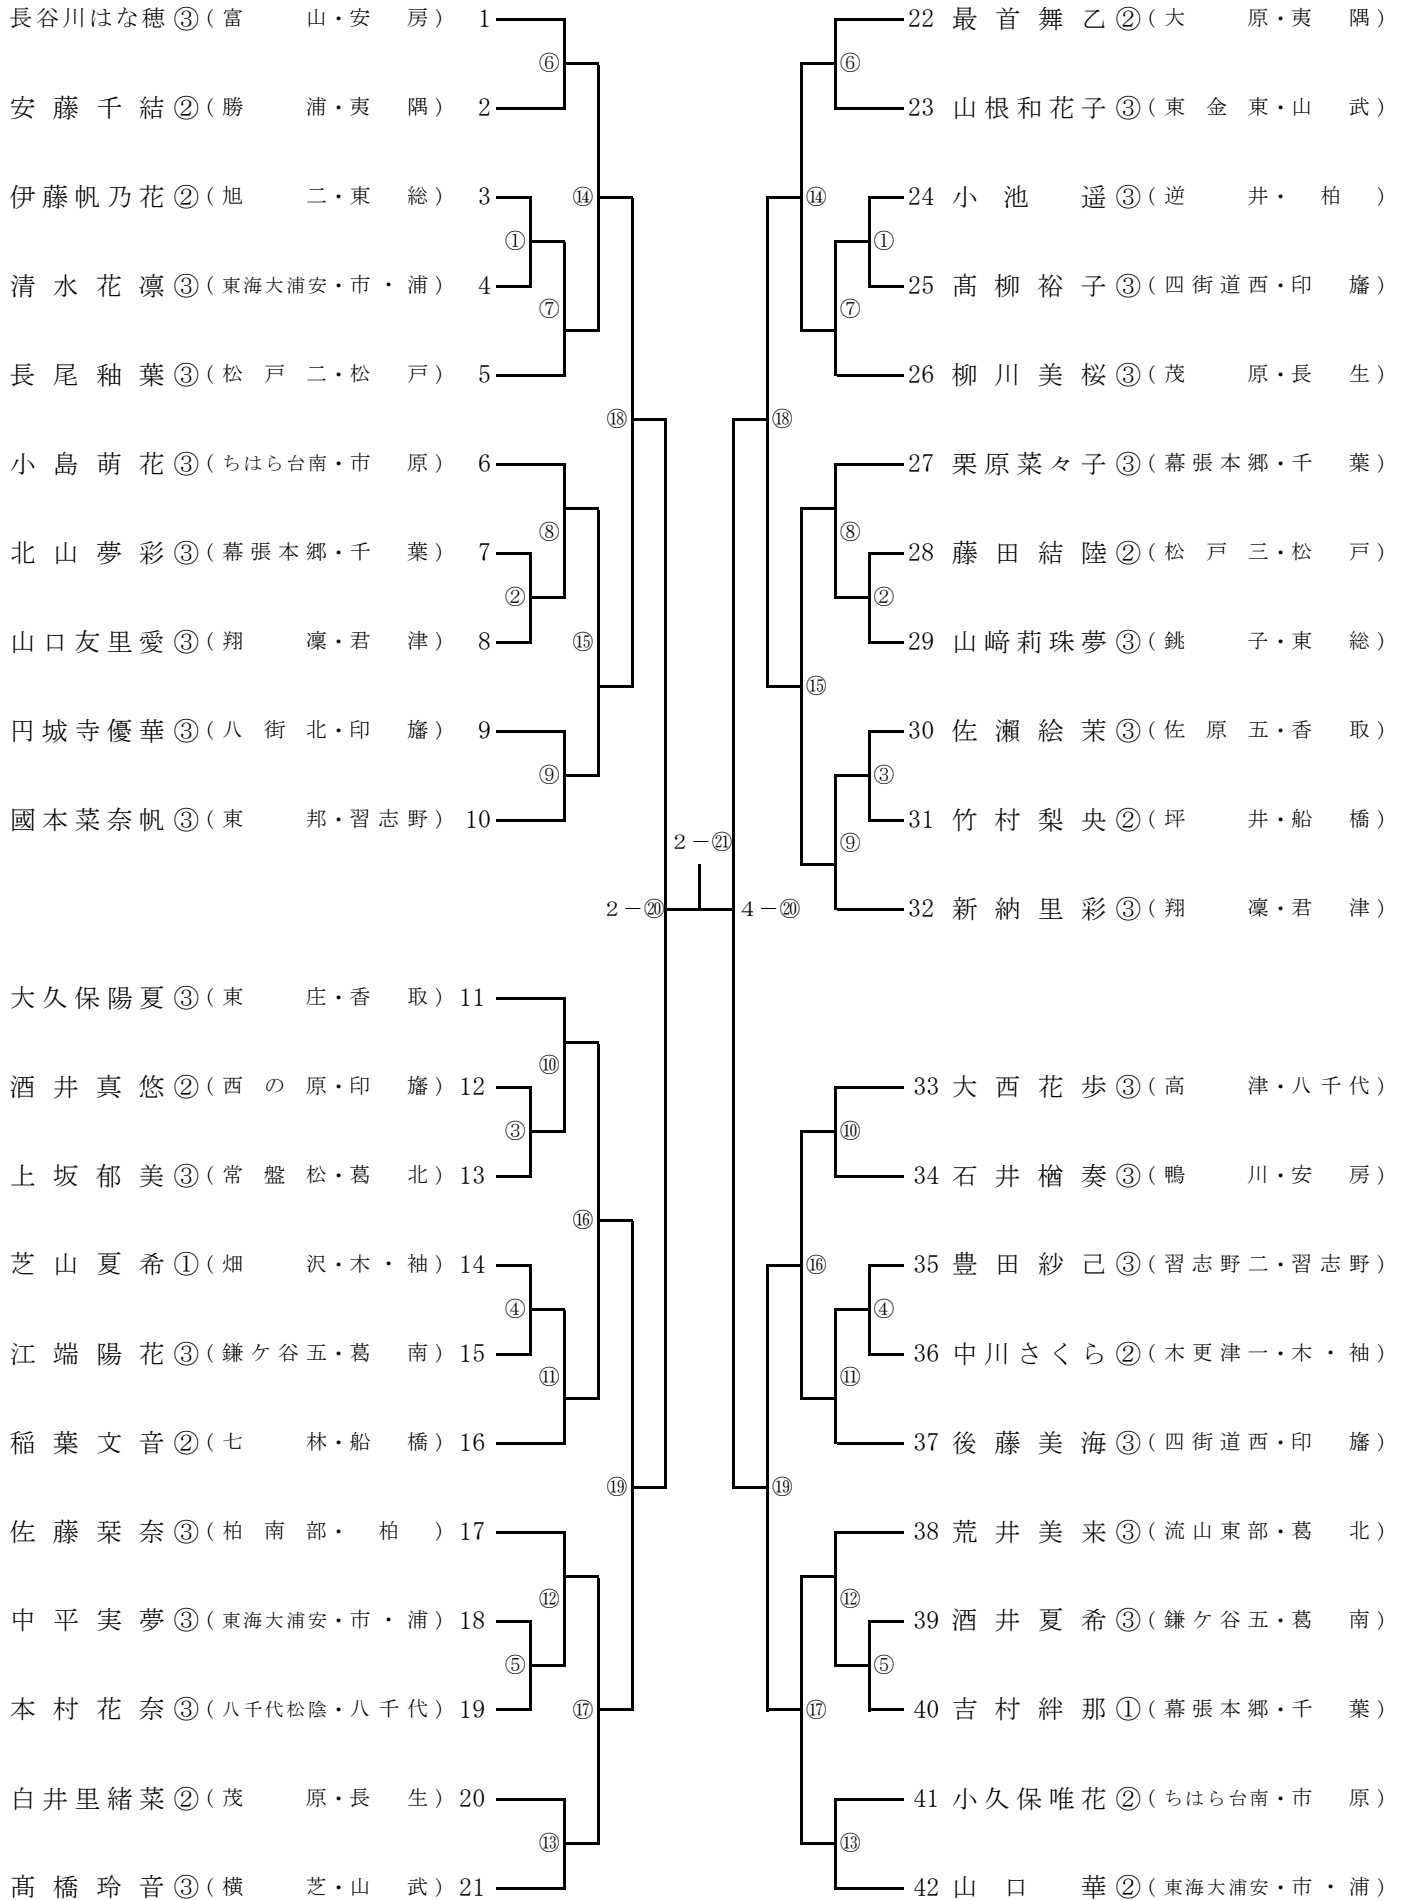 長谷川はな穂③(富山・安房) 1
⑥
安藤千結②(勝浦・夷隅) 2
伊藤帆乃花②(旭二・東総) 3
⑭
①
清水花凛③(東海大浦安・市・浦) 4
⑦
長尾釉葉③(松戸二・松戸) 5
⑱
小島萌花③(ちはら台南・市原) 6
⑧
北山夢彩③(幕張本郷・千葉) 7
②
山口友里愛③(翔凜・君津) 8
⑮
円城寺優華③(八街北・印旛) 9
⑨
國本菜奈帆③(東邦・習志野) 10
2-㉑
2-⑳
4-⑳
大久保陽夏③(東庄・香取) 11
⑩
酒井真悠②(西の原・印旛) 12
③
上坂郁美③(常盤松・葛北) 13
⑯
芝山夏希①(畑沢・木・袖) 14
④
江端陽花③(鎌ケ谷五・葛南) 15
⑪
稲葉文音②(七林・船橋) 16
⑲
佐藤栞奈③(柏南部・柏) 17
⑫
中平実夢③(東海大浦安・市・浦) 18
⑤
本村花奈③(八千代松陰・八千代) 19
⑰
白井里緒菜②(茂原・長生) 20
⑬
髙橋玲音③(横芝・山武) 21
22 最首舞乙②(大原・夷隅)
⑥
23 山根和花子③(東金東・山武)
24 小池遥③(逆井・柏)
⑭
①
25 髙柳裕子③(四街道西・印旛)
⑦
26 柳川美桜③(茂原・長生)
⑱
27 栗原菜々子③(幕張本郷・千葉)
⑧
28 藤田結陸②(松戸三・松戸)
②
29 山﨑莉珠夢③(銚子・東総)
⑮
30 佐瀬絵茉③(佐原五・香取)
③
31 竹村梨央②(坪井・船橋)
⑨
32 新納里彩③(翔凜・君津)
33 大西花歩③(高津・八千代)
⑩
34 石井楢奏③(鴨川・安房)
35 豊田紗己③(習志野二・習志野)
⑯
④
36 中川さくら②(木更津一・木・袖)
⑪
37 後藤美海③(四街道西・印旛)
⑲
38 荒井美来③(流山東部・葛北)
⑫
39 酒井夏希③(鎌ケ谷五・葛南)
⑤
40 吉村絆那①(幕張本郷・千葉)
⑰
41 小久保唯花②(ちはら台南・市原)
⑬
42 山口華②(東海大浦安・市・浦)